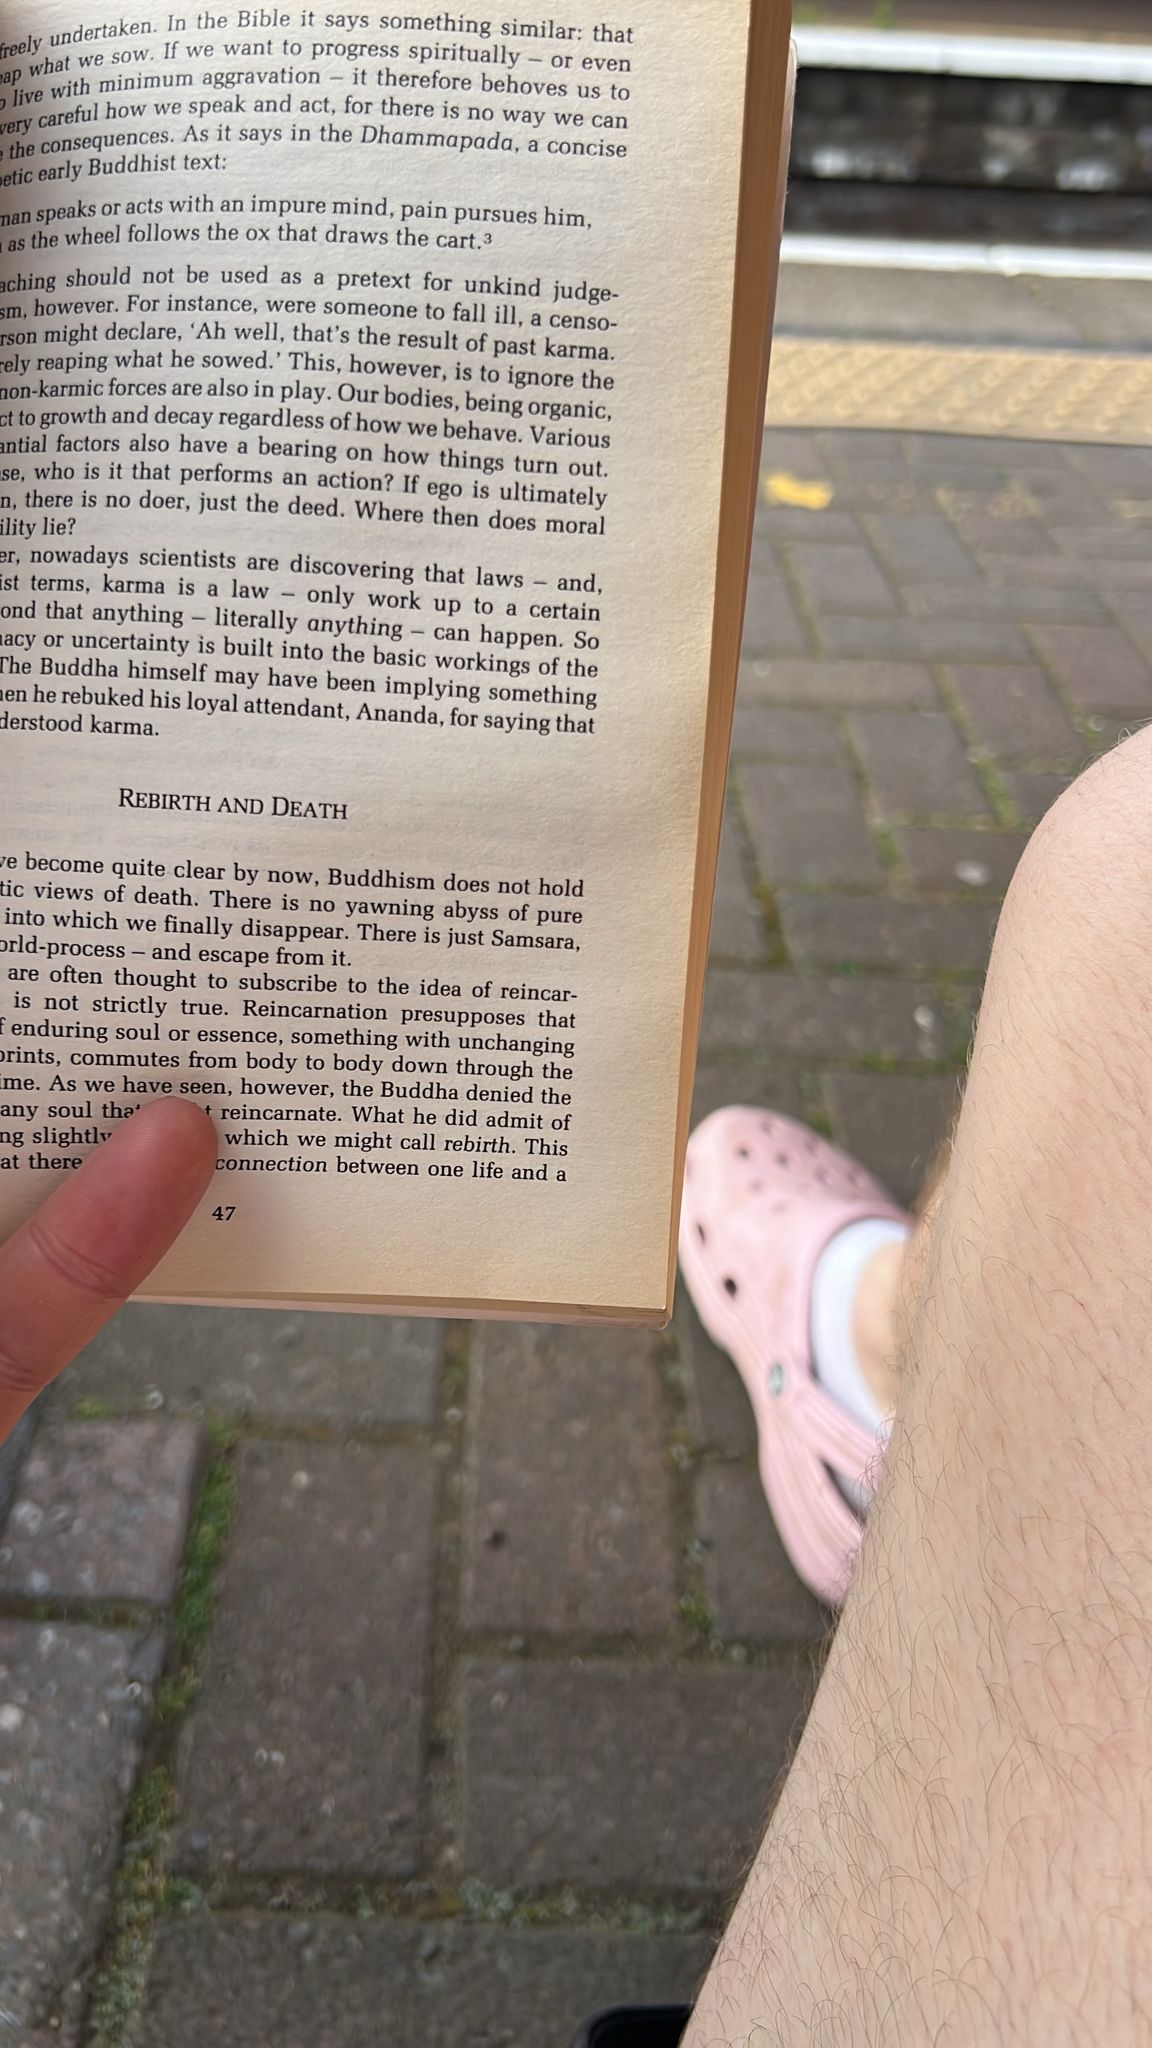 freely undertaken. In the Bible it says something similar: that
ap what we sow. If we want to progress spiritually – or even
live with minimum aggravation – it therefore behoves us to
very careful how we speak and act, for there is no way we can
the consequences. As it says in the Dhammapada, a concise
etic early Buddhist text:
man speaks or acts with an impure mind, pain pursues him,
as the wheel follows the ox that draws the cart.³
aching should not be used as a pretext for unkind judge-
sm, however. For instance, were someone to fall ill, a censo-
rson might declare, ‘Ah well, that’s the result of past karma.
rely reaping what he sowed.’ This, however, is to ignore the
non-karmic forces are also in play. Our bodies, being organic,
ct to growth and decay regardless of how we behave. Various
antial factors also have a bearing on how things turn out.
se, who is it that performs an action? If ego is ultimately
n, there is no doer, just the deed. Where then does moral
ility lie?
er, nowadays scientists are discovering that laws – and,
ist terms, karma is a law – only work up to a certain
ond that anything – literally anything – can happen. So
nacy or uncertainty is built into the basic workings of the
The Buddha himself may have been implying something
hen he rebuked his loyal attendant, Ananda, for saying that
derstood karma.
REBIRTH AND DEATH
ve become quite clear by now, Buddhism does not hold
tic views of death. There is no yawning abyss of pure
into which we finally disappear. There is just Samsara,
orld-process – and escape from it.
are often thought to subscribe to the idea of reincar-
is not strictly true. Reincarnation presupposes that
f enduring soul or essence, something with unchanging
prints, commutes from body to body down through the
ime. As we have seen, however, the Buddha denied the
any soul that reincarnate. What he did admit of
ng slightly which we might call rebirth. This
at there connection between one life and a
47